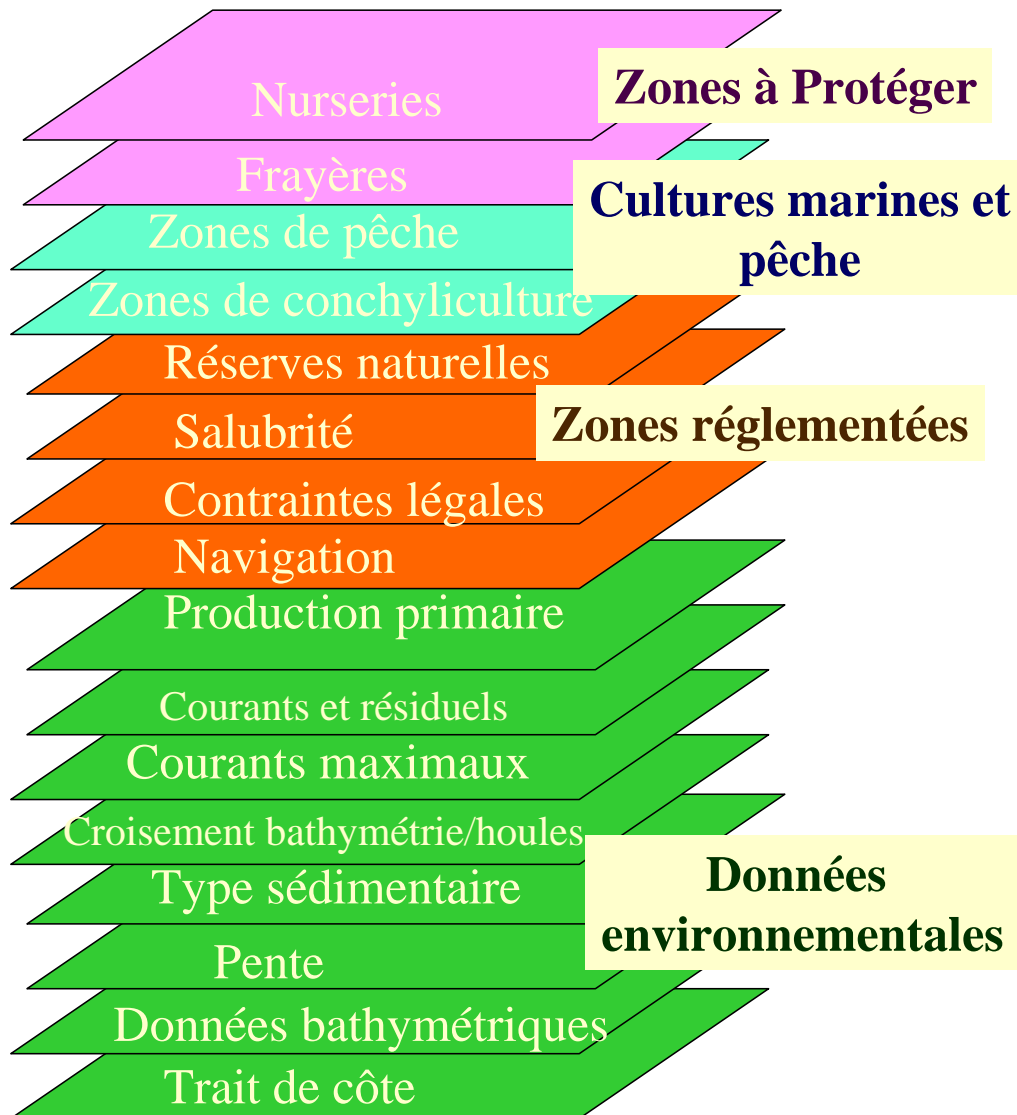 Nurseries
Zones à Protéger
Frayères
Cultures marines et
pêche
Zones de pêche
Zones de conchyliculture
Réserves naturelles
Zones réglementées
Salubrité
Contraintes légales
Navigation
Production primaire
Courants et résiduels
Courants maximaux
Croisement bathymétrie/houles
Données
environnementales
Type sédimentaire
Pente
Données bathymétriques
Trait de côte